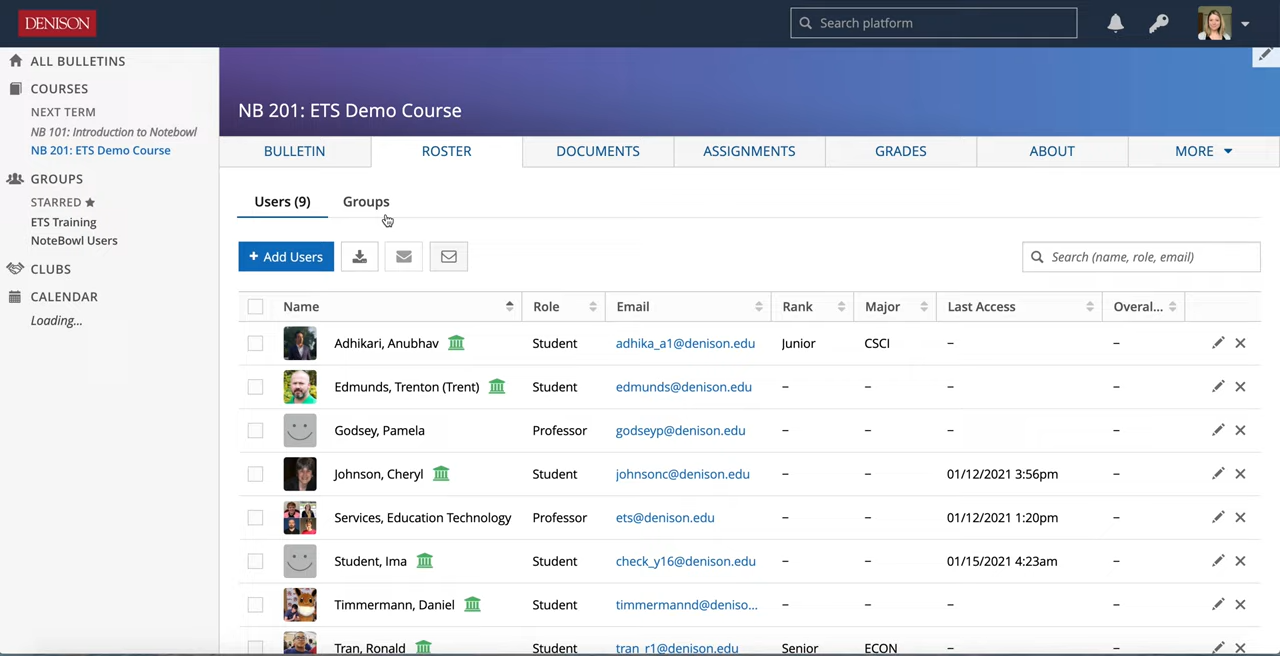 DENISON
Search platform
ALL BULLETINS
COURSES
NEXT TERM
NB 101: Introduction to Notebowl
NB 201: ETS Demo Course
GROUPS
STARRED
ETS Training
NoteBowl Users
CLUBS
CALENDAR
Loading...
NB 201: ETS Demo Course
BULLETIN ROSTER DOCUMENTS ASSIGNMENTS GRADES ABOUT MORE
Users (9) Groups
+ Add Users Search (name, role, email)
Name Role Email Rank Major Last Access Overal...
Adhikari, Anubhav Student adhika_a1@denison.edu Junior CSCI – –
Edmunds, Trenton (Trent) Student edmunds@denison.edu – – – –
Godsey, Pamela Professor godseyp@denison.edu – – – –
Johnson, Cheryl Student johnsonc@denison.edu – – 01/12/2021 3:56pm –
Services, Education Technology Professor ets@denison.edu – – 01/12/2021 1:20pm –
Student, Ima Student check_y16@denison.edu – – 01/15/2021 4:23am –
Timmermann, Daniel Student timmermannd@deniso... – – – –
Tran, Ronald Student tran_r1@denison.edu Senior ECON – –